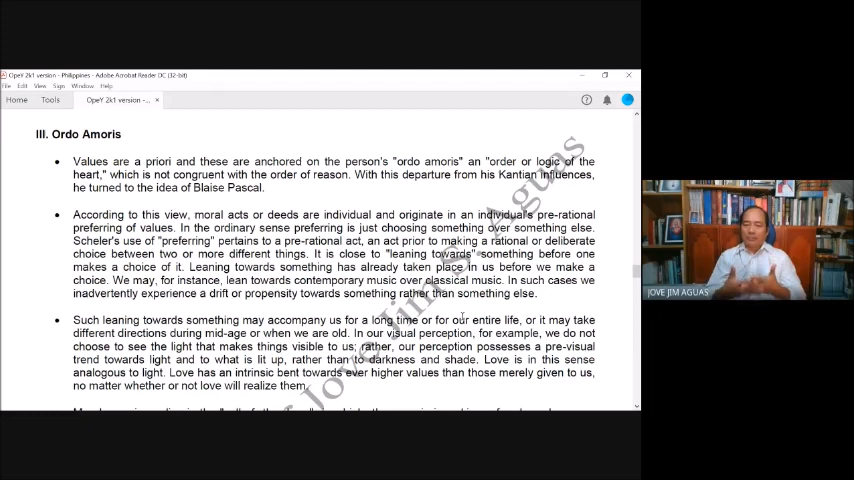 OpeY 2k1 version - Philippines - Adobe Acrobat Reader DC (32-bit)
File Edit View Sign Window Help
Home Tools OpeY 2k1 version -... ×
III. Ordo Amoris
• Values are a priori and these are anchored on the person's "ordo amoris" an "order or logic of the
heart," which is not congruent with the order of reason. With this departure from his Kantian influences,
he turned to the idea of Blaise Pascal.
• According to this view, moral acts or deeds are individual and originate in an individual's pre-rational
preferring of values. In the ordinary sense preferring is just choosing something over something else.
Scheler's use of "preferring" pertains to a pre-rational act, an act prior to making a rational or deliberate
choice between two or more different things. It is close to "leaning towards" something before one
makes a choice of it. Leaning towards something has already taken place in us before we make a
choice. We may, for instance, lean towards contemporary music over classical music. In such cases we
inadvertently experience a drift or propensity towards something rather than something else.
• Such leaning towards something may accompany us for a long time or for our entire life, or it may take
different directions during mid-age or when we are old. In our visual perception, for example, we do not
choose to see the light that makes things visible to us; rather, our perception possesses a pre-visual
trend towards light and to what is lit up, rather than to darkness and shade. Love is in this sense
analogous to light. Love has an intrinsic bent towards ever higher values than those merely given to us,
no matter whether or not love will realize them.
of Jove Jim S. Aguas
JOVE JIM AGUAS